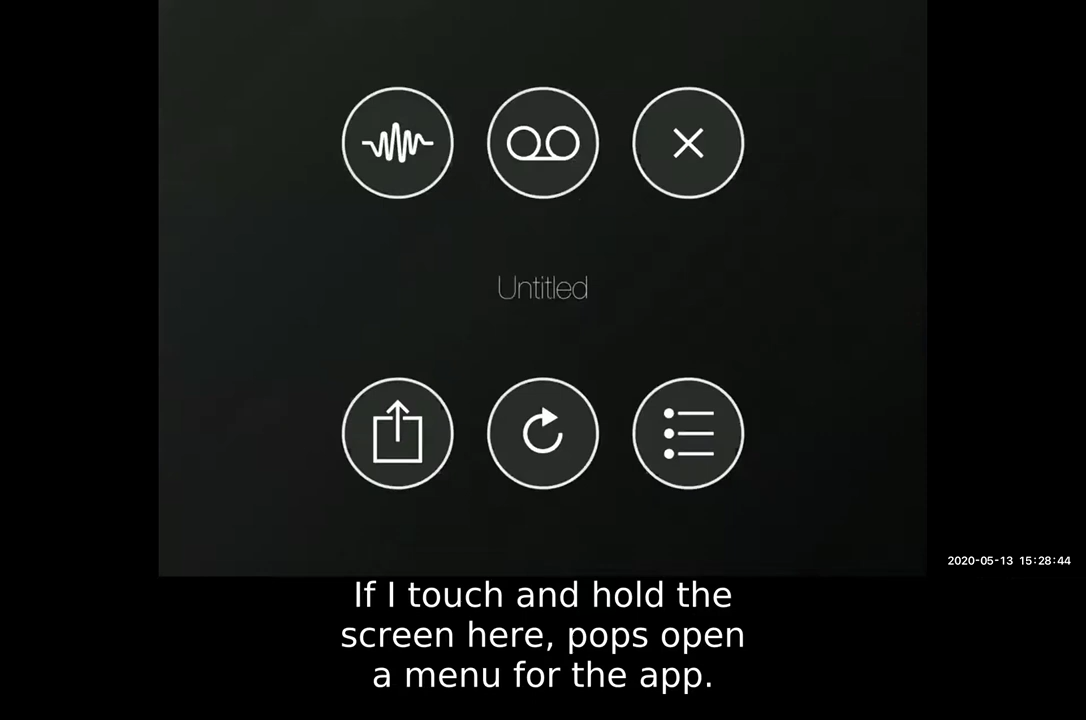 Untitled
2020-05-13 15:28:44
If I touch and hold the
screen here, pops open
a menu for the app.